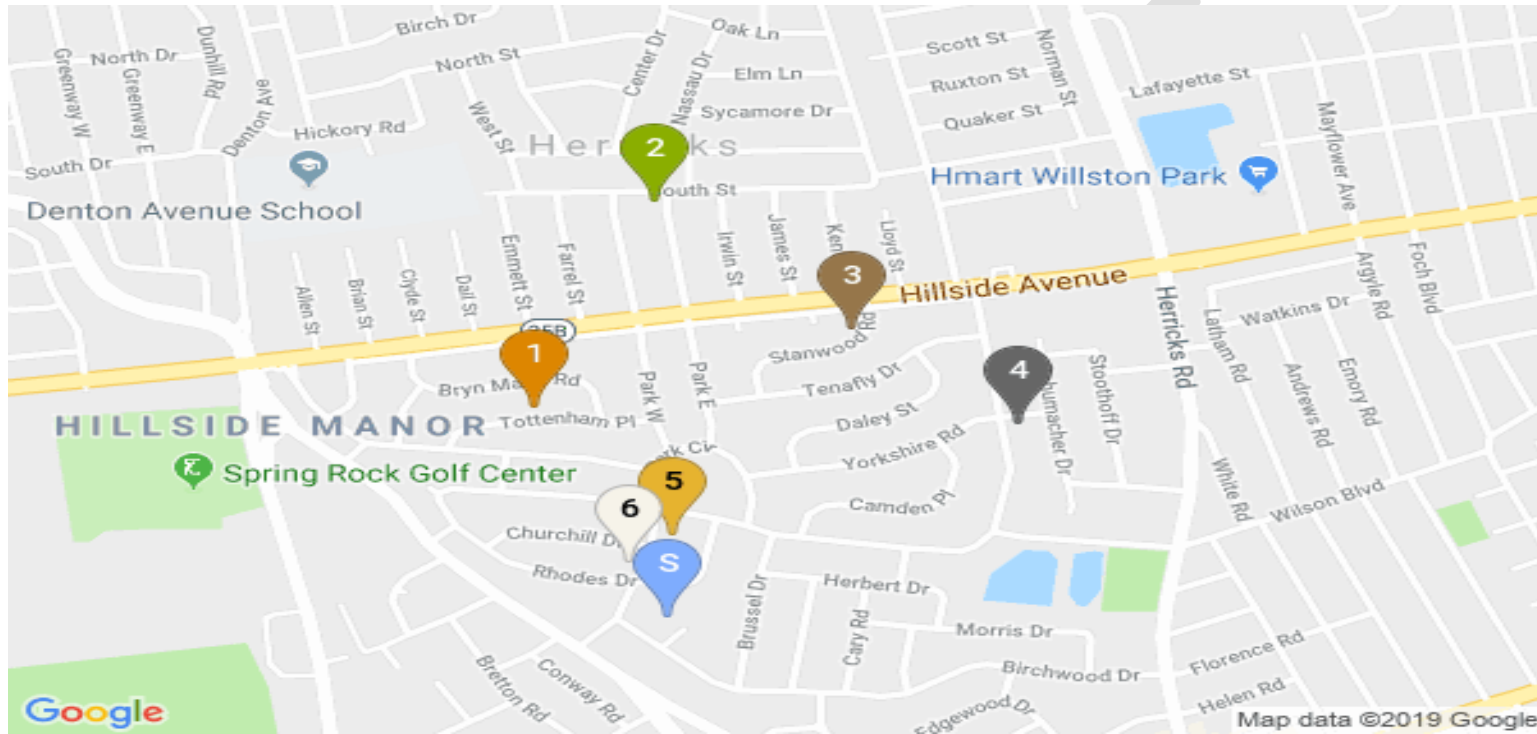 Birch Dr
Oak Ln
Scott St
North Dr
Dunhill Rd
North St
Center Dr
Nassau Dr
Elm Ln
Ruxton St
Norman St
Lafayette St
Greenway W
Greenway E
Denton Ave
Sycamore Dr
Quaker St
Mayflower Ave
Hickory Rd
West St
2
South Dr
Hmart Willston Park
outh St
Denton Avenue School
Emmett St
Farrel St
Irwin St
James St
Lloyd St
Allen St
Brian St
Clyde St
Dail St
3
Hillside Avenue
Argyle Rd
Foch Blvd
25B
Herricks Rd
Latham Rd
Watkins Dr
1
Stanwood Rd
Bryn Rd
Park W
Park E
Tenafly Dr
4
Stoothoff Dr
Andrews Rd
Emory Rd
HILLSIDE MANOR
Tottenham Pl
Daley St
humacher Dr
Spring Rock Golf Center
Yorkshire Rd
White Rd
5
Camden Pl
Wilson Blvd
6
Churchill D
S
Rhodes Dr
Brussel Dr
Herbert Dr
Cary Rd
Morris Dr
Bretton Rd
Conway Rd
Birchwood Dr
Florence Rd
Helen Rd
Edgewood Dr
Google
Map data ©2019 Google